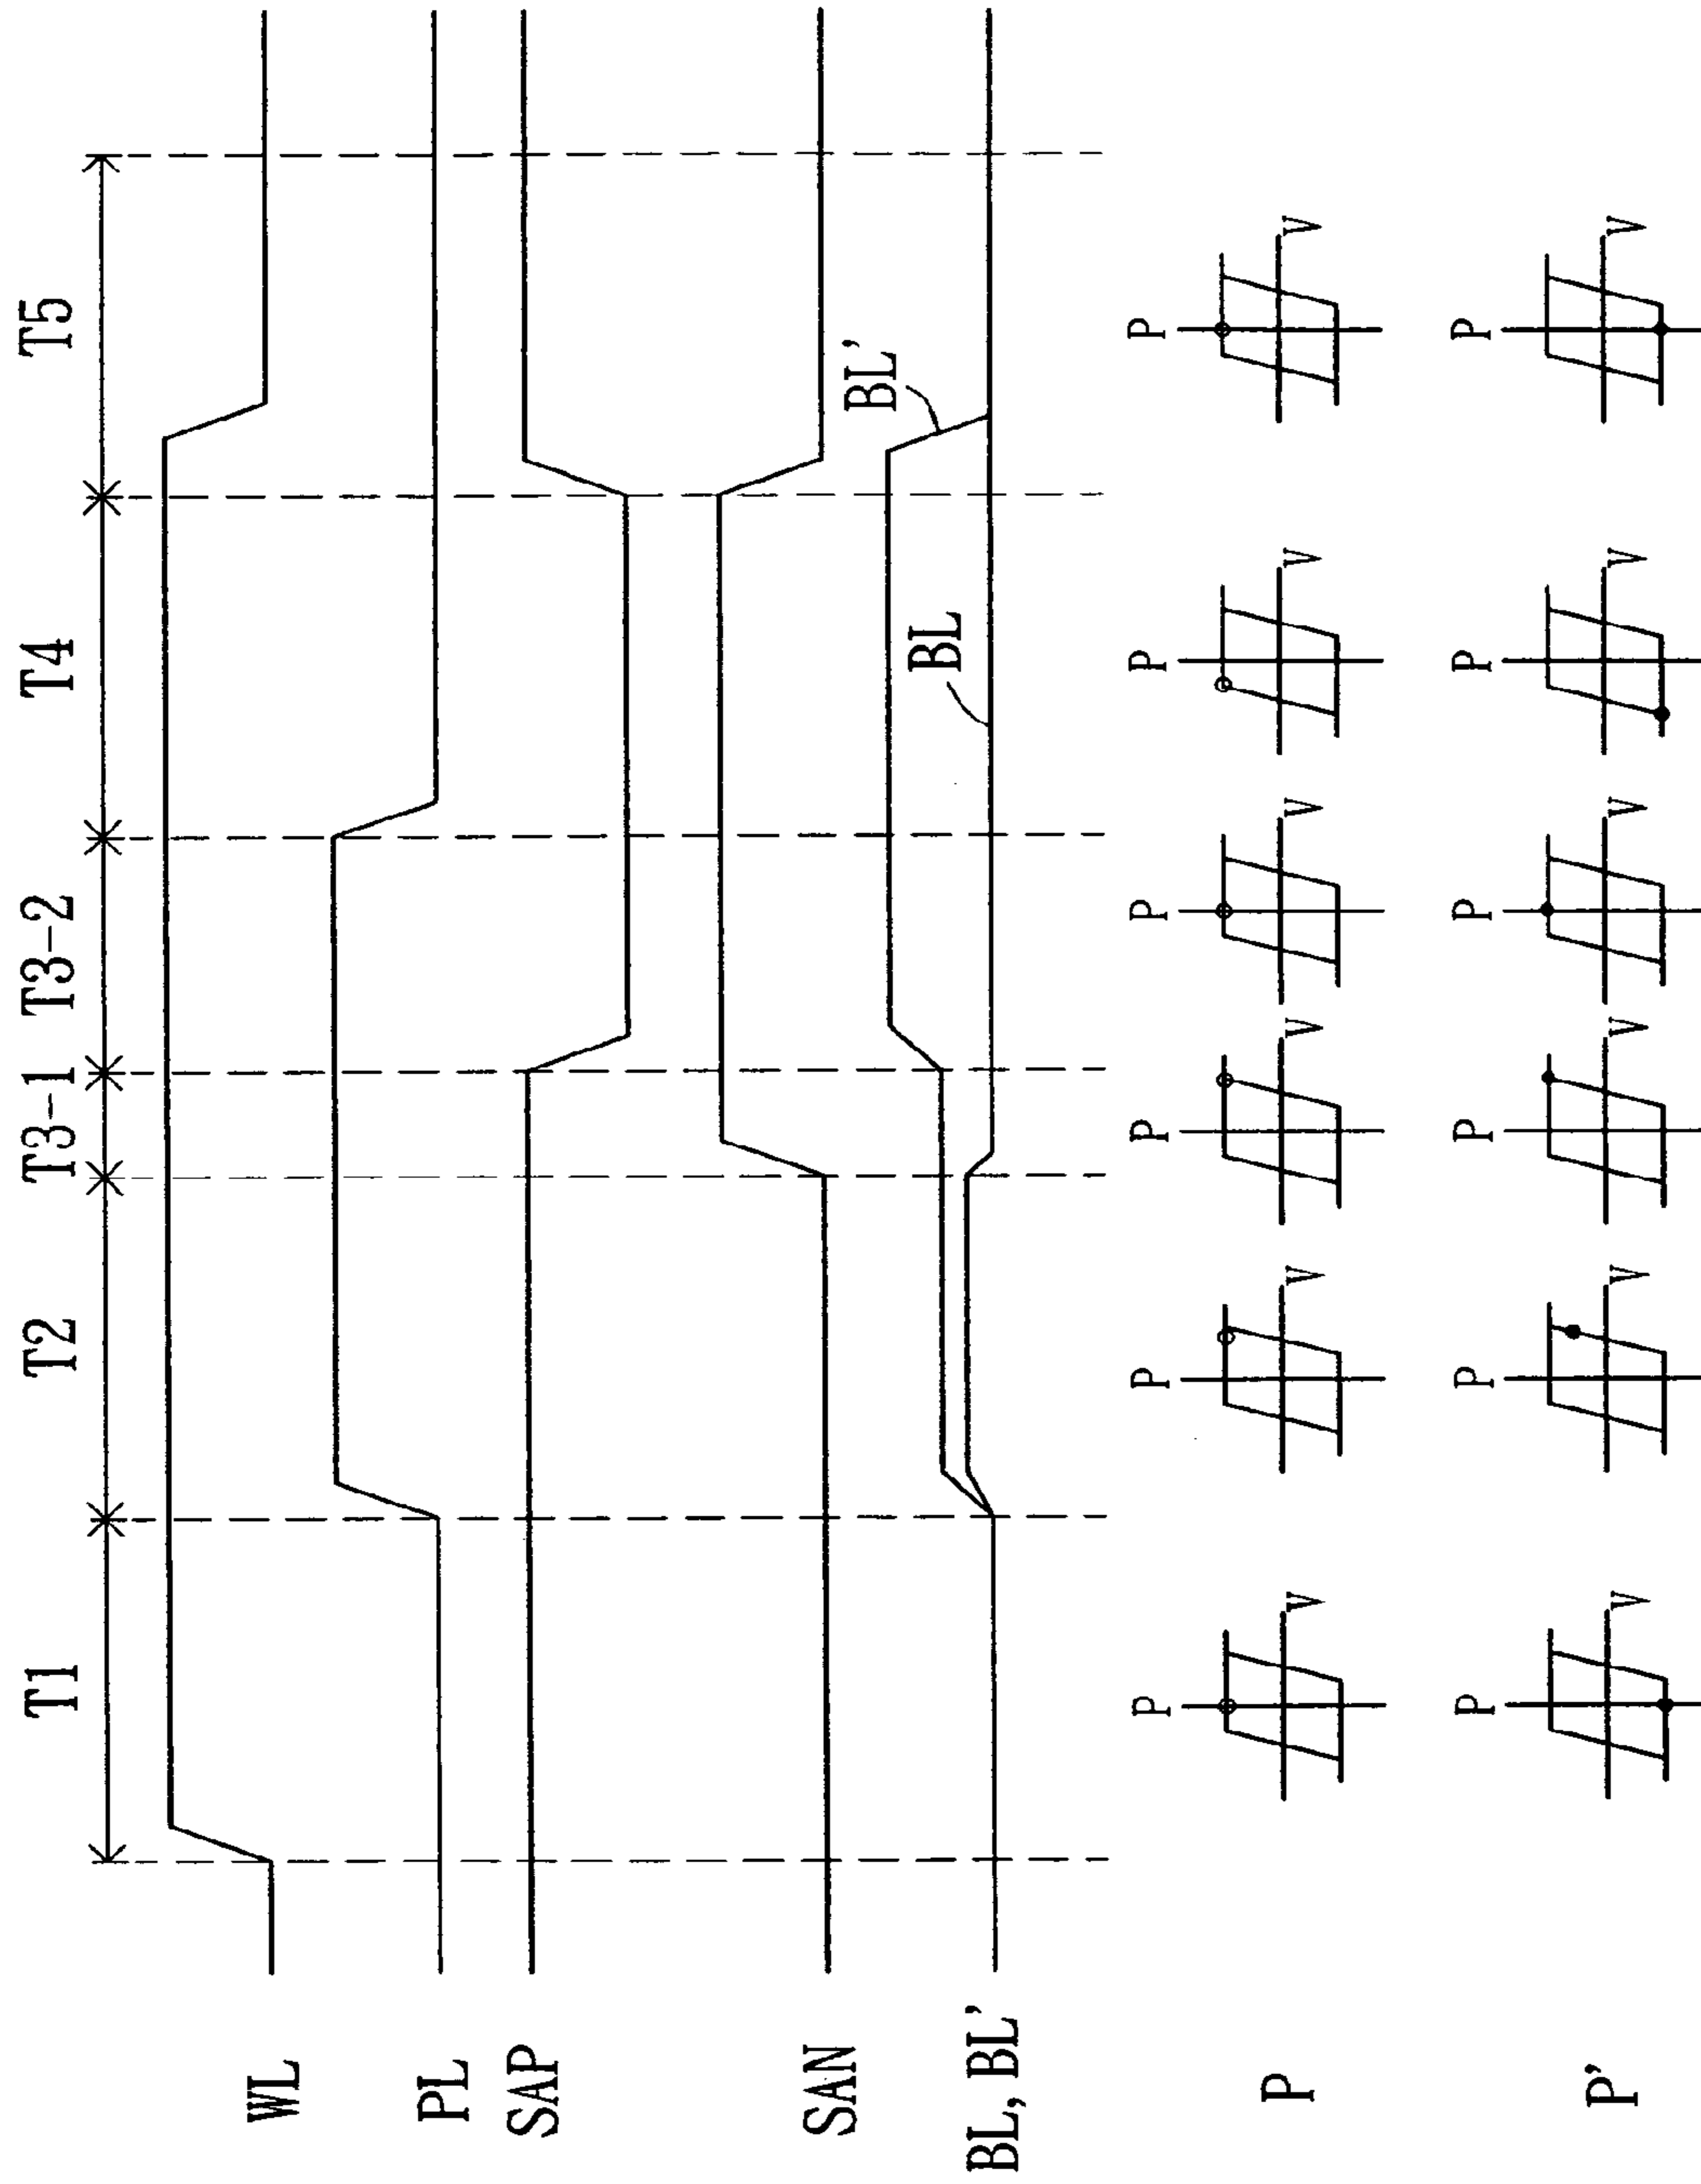 T1 T2 T3-1 T3-2 T4 T5
WL
PL
SAP
SAN
BL, BL'
BL
BL'
P
P V
P V
P V
P V
P V
P V
P'
P V
P V
P V
P V
P V
P V